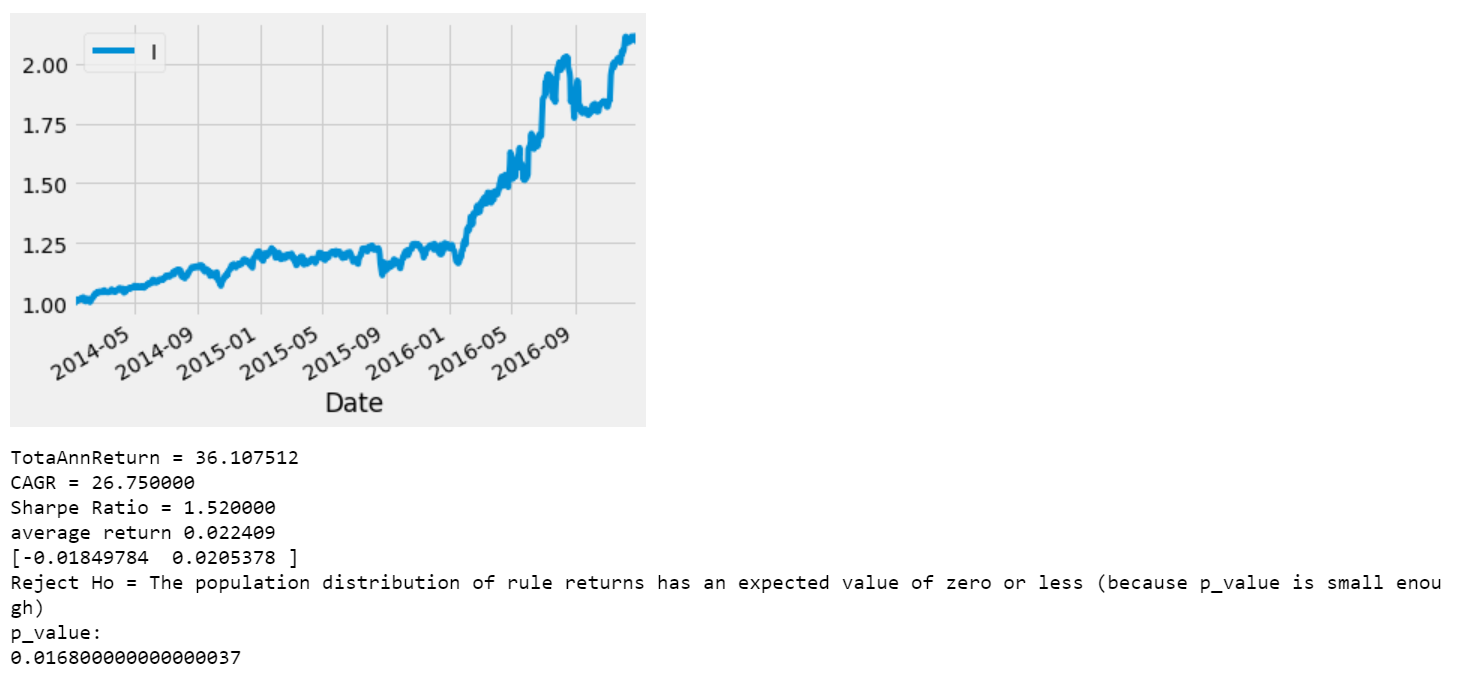 I
2.00
1.75
1.50
1.25
1.00
2014-05
2014-09
2015-01
2015-05
2015-09
2016-01
2016-05
2016-09
Date
TotaAnnReturn = 36.107512
CAGR = 26.750000
Sharpe Ratio = 1.520000
average return 0.022409
[-0.01849784  0.0205378 ]
Reject Ho = The population distribution of rule returns has an expected value of zero or less (because p_value is small enou
gh)
p_value:
0.016800000000000037